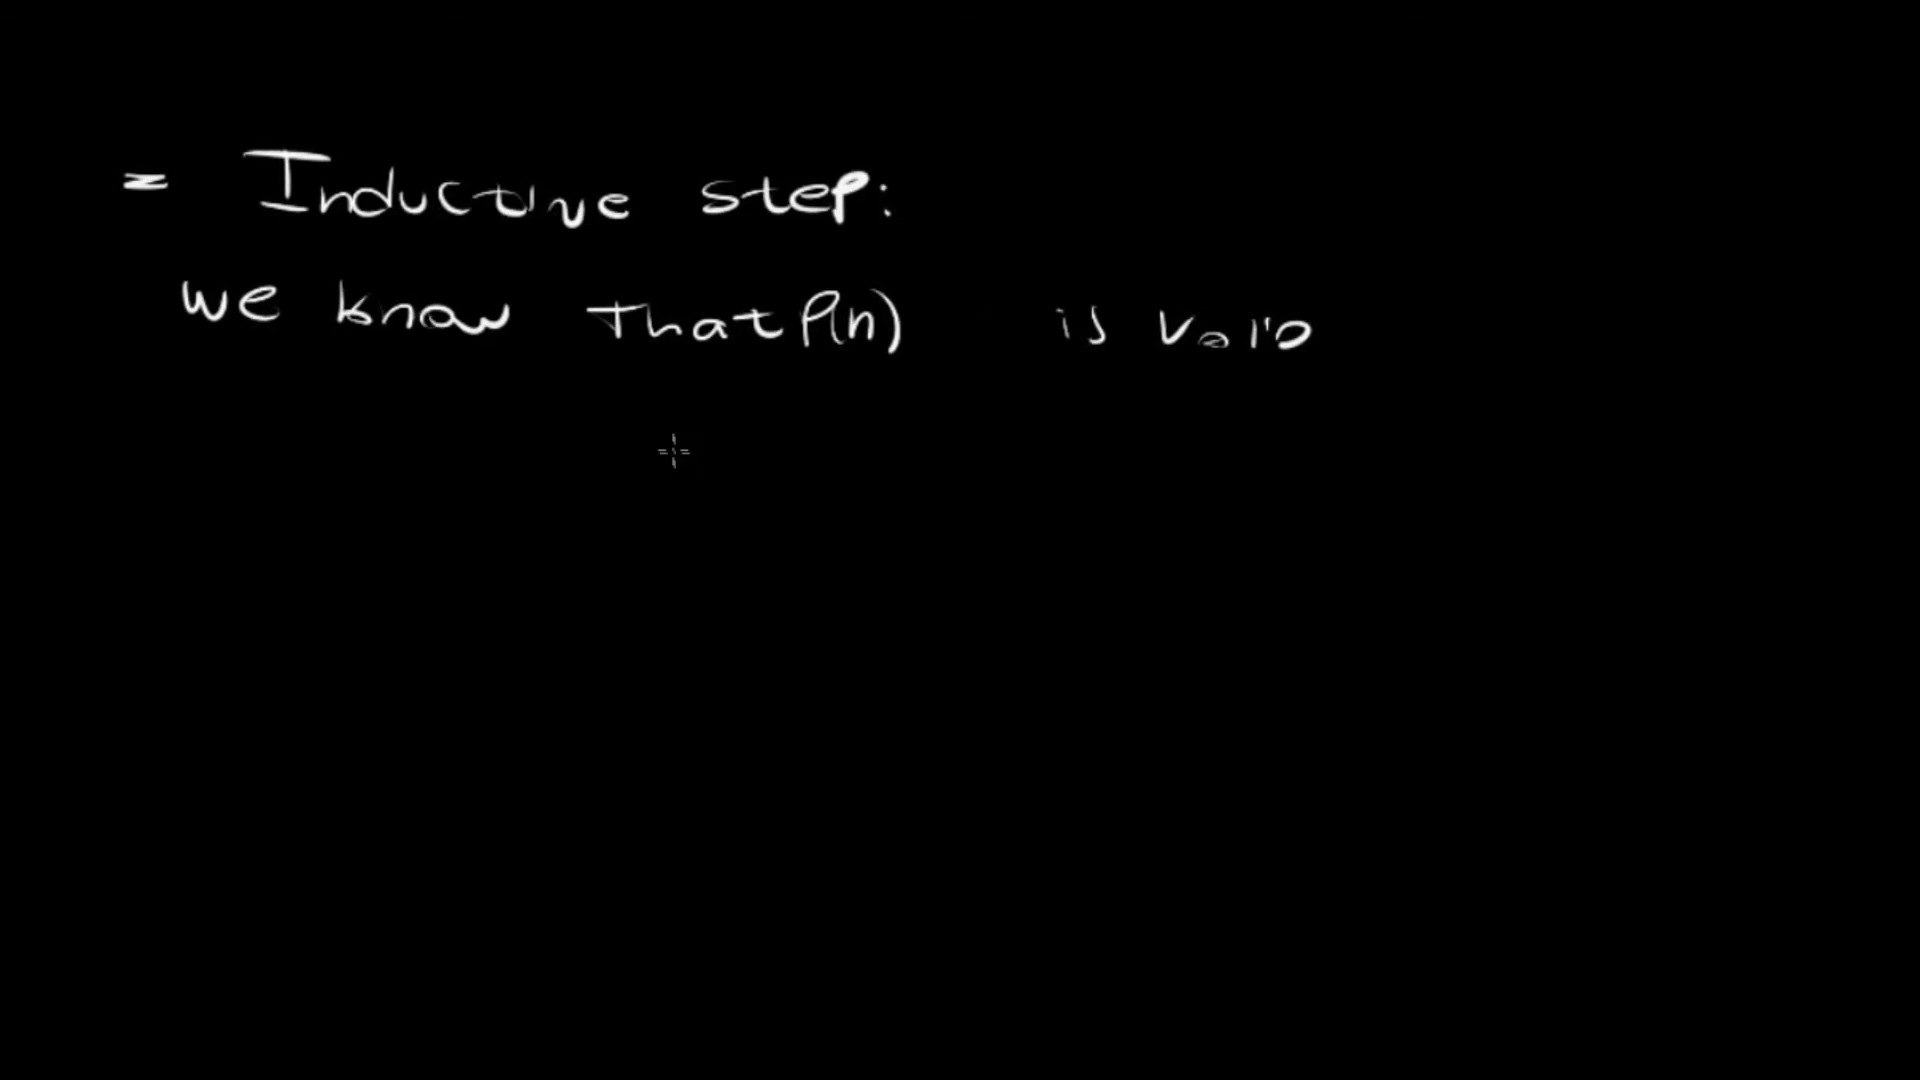 = Inductive step:
we know that P(n) is valid